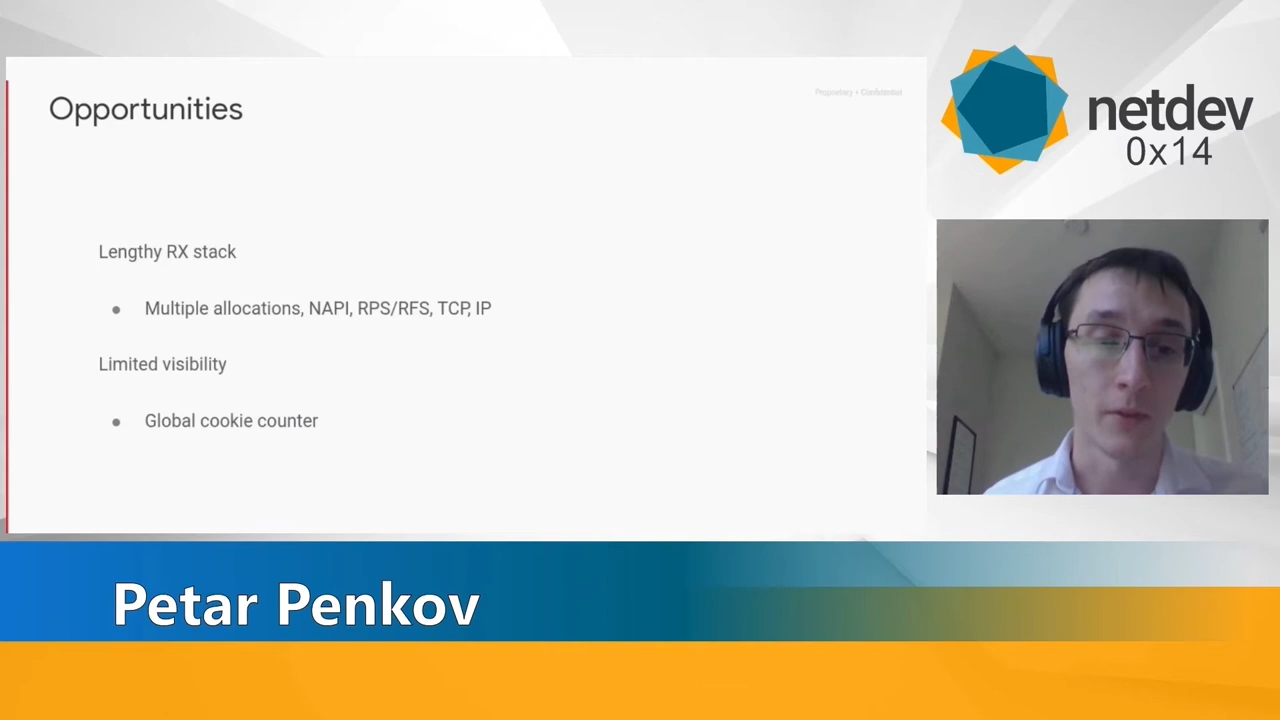 Opportunities
Proprietary + Confidential
Lengthy RX stack
● Multiple allocations, NAPI, RPS/RFS, TCP, IP
Limited visibility
● Global cookie counter
netdev
0x14
Petar Penkov